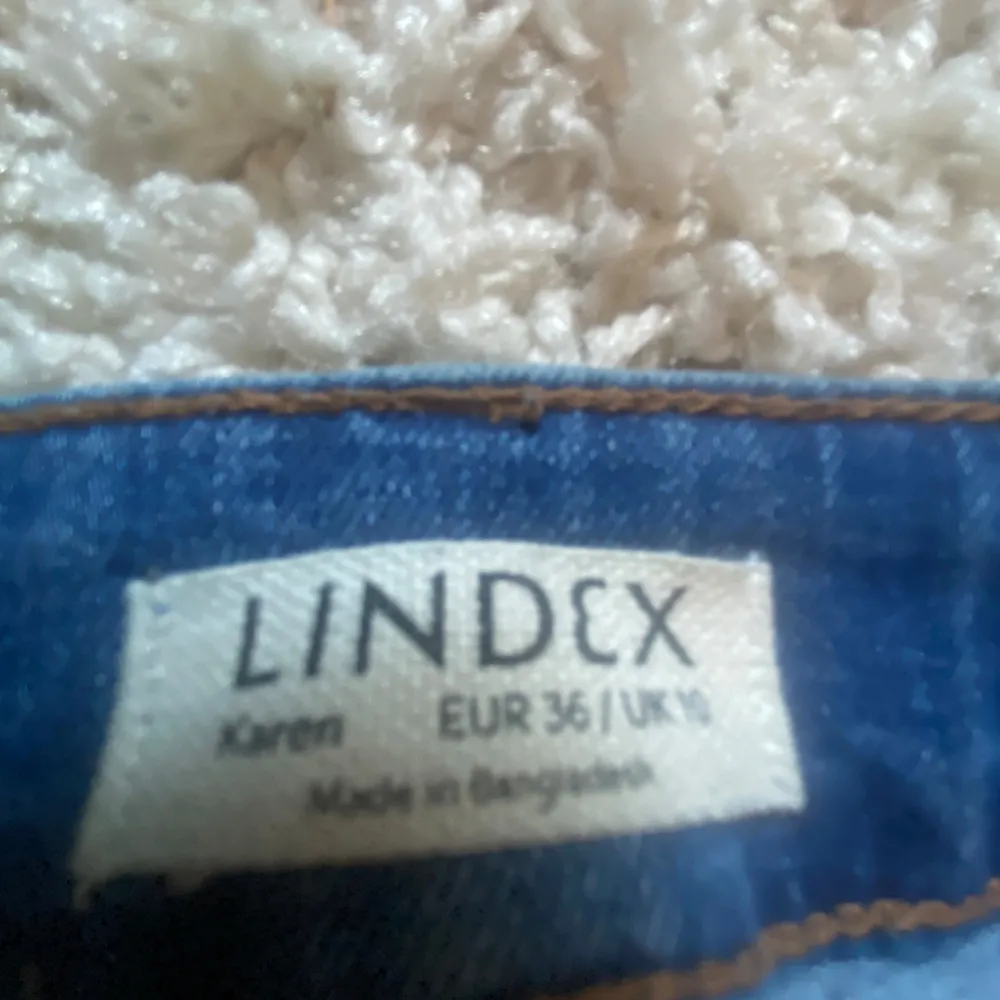 LINDEX
Karen EUR 36 / UK 10
Made in Bangladesh